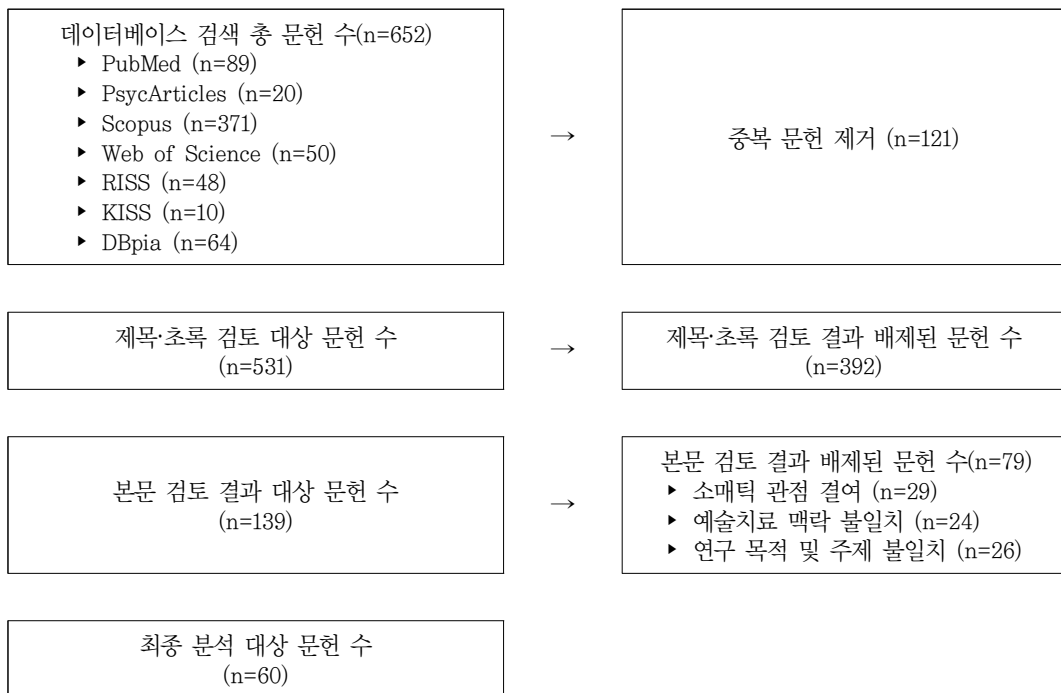 데이터베이스 검색 총 문헌 수(n=652)
▸ PubMed (n=89)
▸ PsycArticles (n=20)
▸ Scopus (n=371)
▸ Web of Science (n=50)
▸ RISS (n=48)
▸ KISS (n=10)
▸ DBpia (n=64)
→
중복 문헌 제거 (n=121)
제목·초록 검토 대상 문헌 수
(n=531)
→
제목·초록 검토 결과 배제된 문헌 수
(n=392)
본문 검토 결과 대상 문헌 수
(n=139)
→
본문 검토 결과 배제된 문헌 수(n=79)
▸ 소매틱 관점 결여 (n=29)
▸ 예술치료 맥락 불일치 (n=24)
▸ 연구 목적 및 주제 불일치 (n=26)
최종 분석 대상 문헌 수
(n=60)